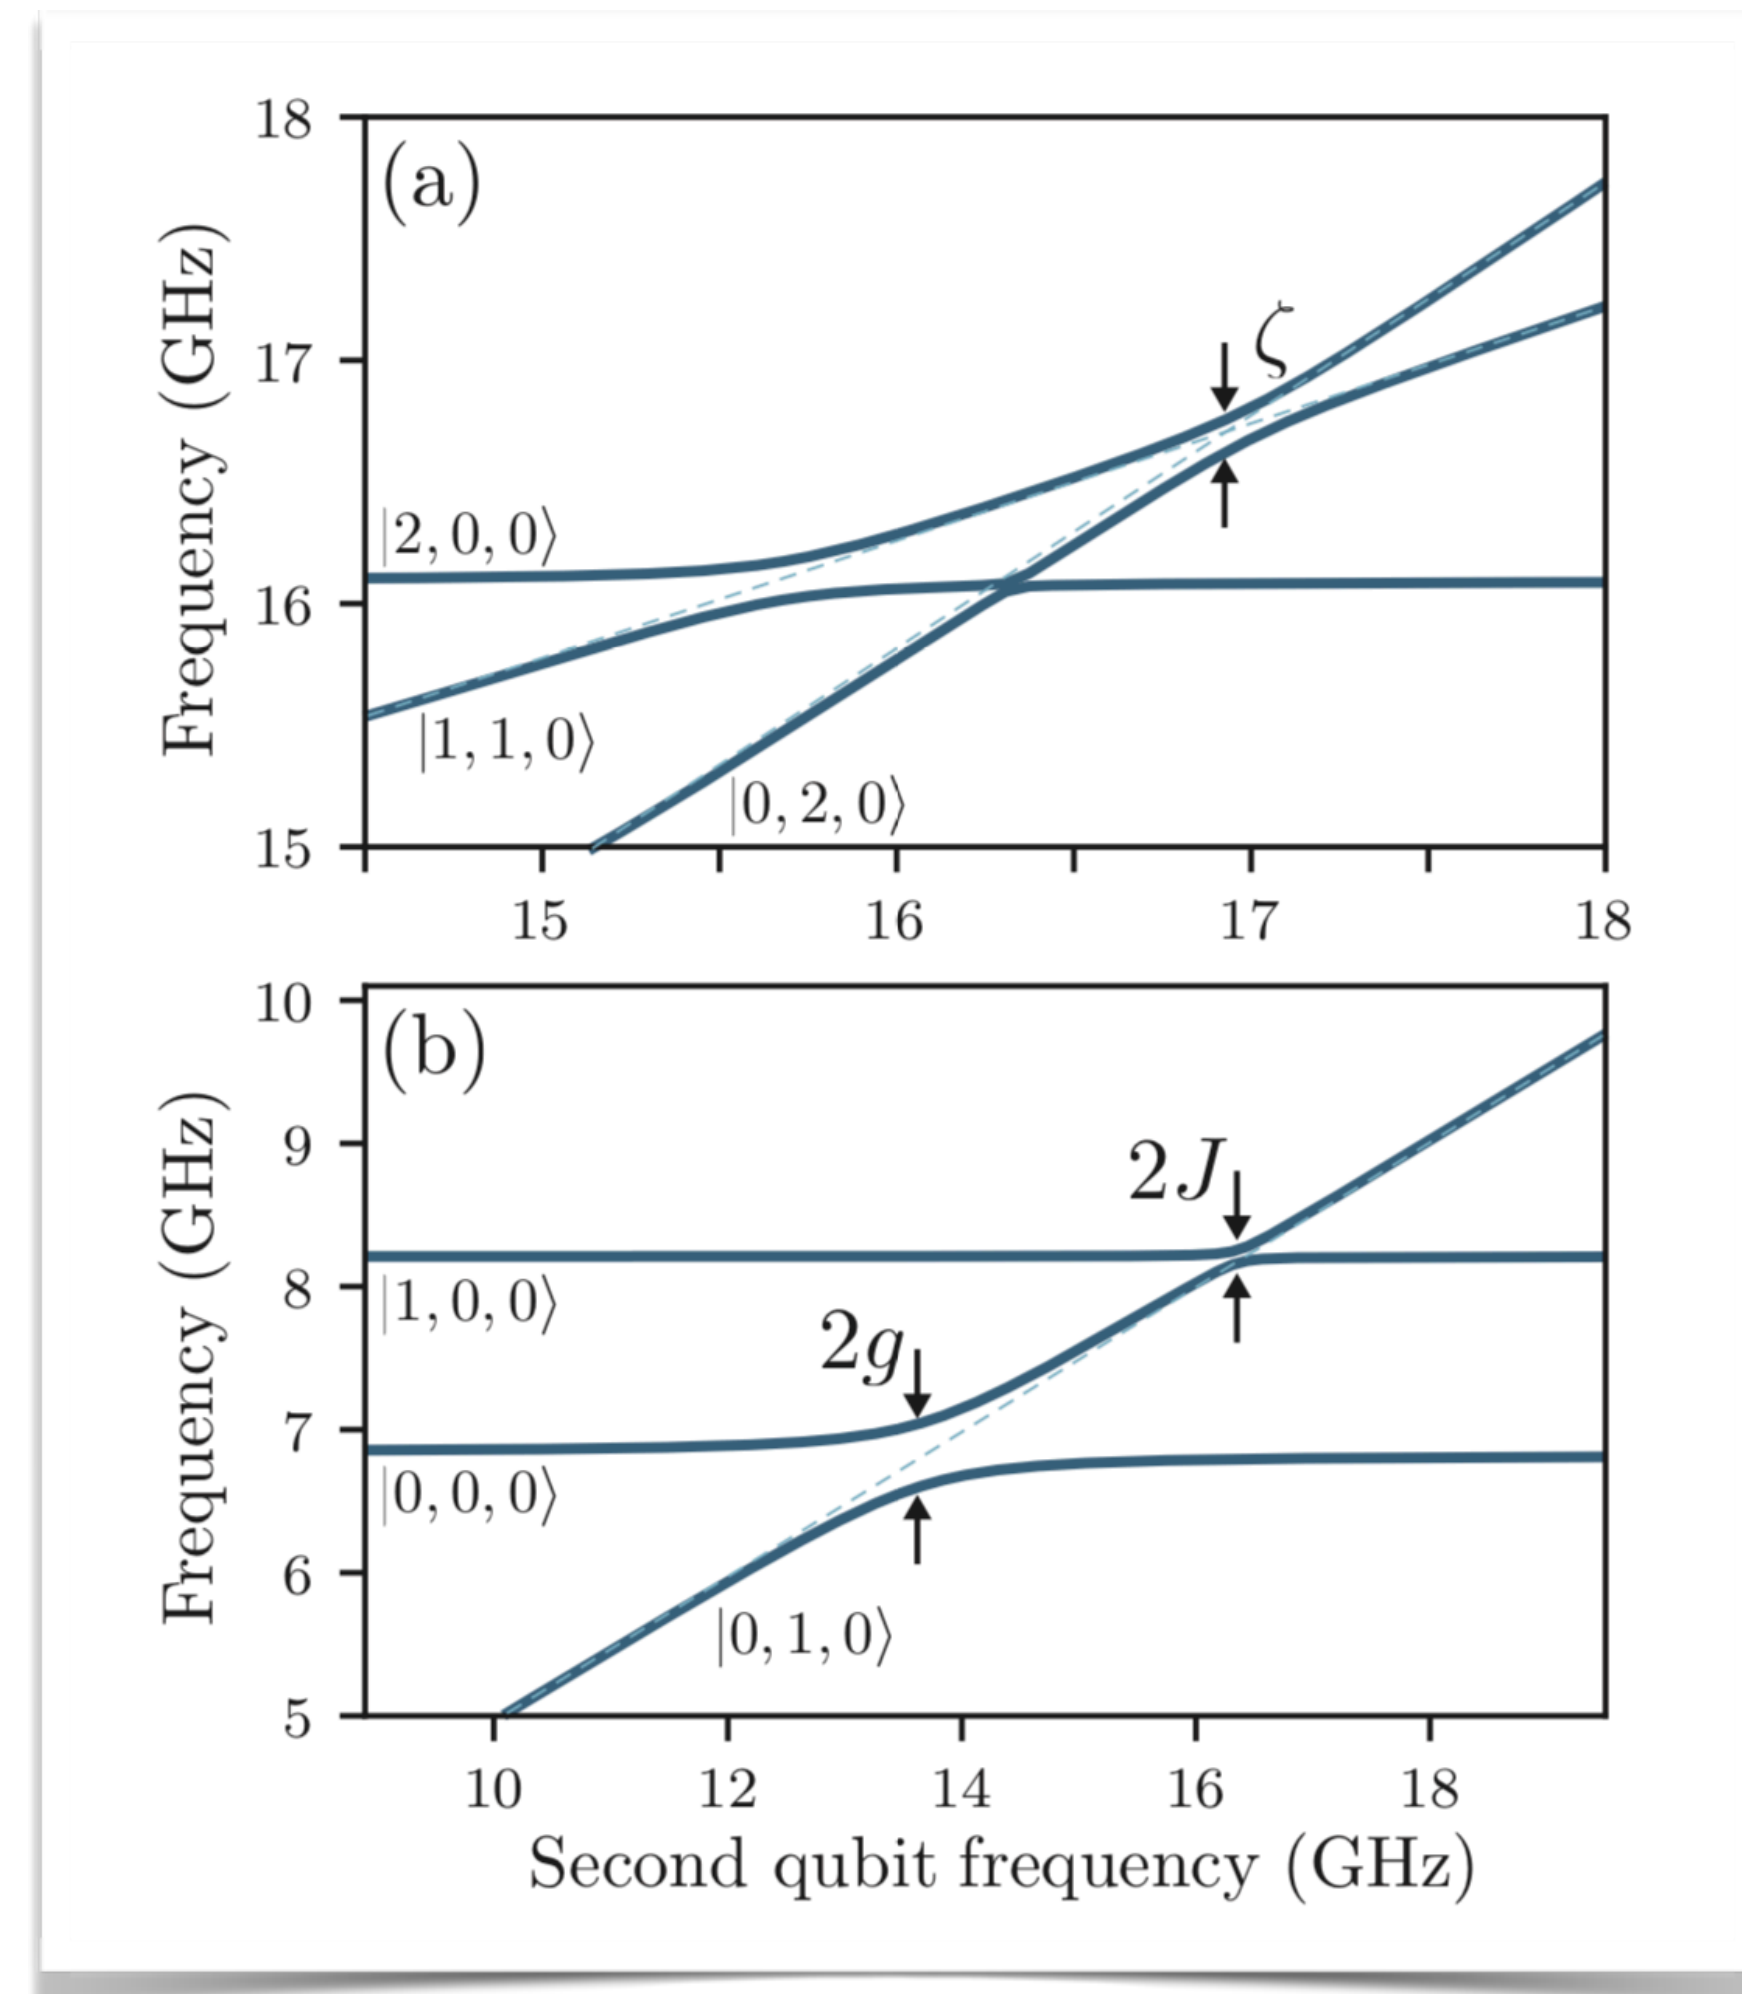 18
(a)
17
16
15
Frequency (GHz)
ζ
|2, 0, 0⟩
|1, 1, 0⟩
|0, 2, 0⟩
15 16 17 18
10
(b)
9
8
7
6
5
Frequency (GHz)
2J
|1, 0, 0⟩
2g
|0, 0, 0⟩
|0, 1, 0⟩
10 12 14 16 18
Second qubit frequency (GHz)